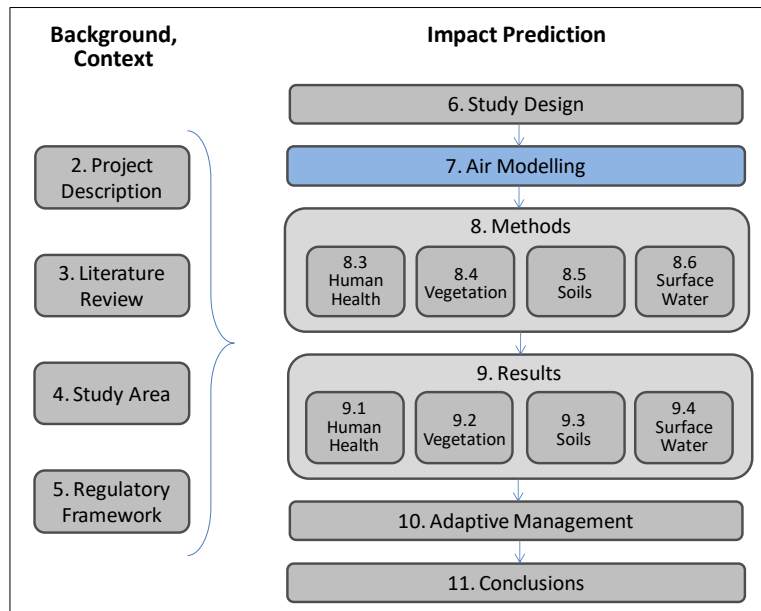 Background,
Context
2. Project
Description
3. Literature
Review
4. Study Area
5. Regulatory
Framework
Impact Prediction
6. Study Design
7. Air Modelling
8. Methods
8.3
Human
Health
8.4
Vegetation
8.5
Soils
8.6
Surface
Water
9. Results
9.1
Human
Health
9.2
Vegetation
9.3
Soils
9.4
Surface
Water
10. Adaptive Management
11. Conclusions